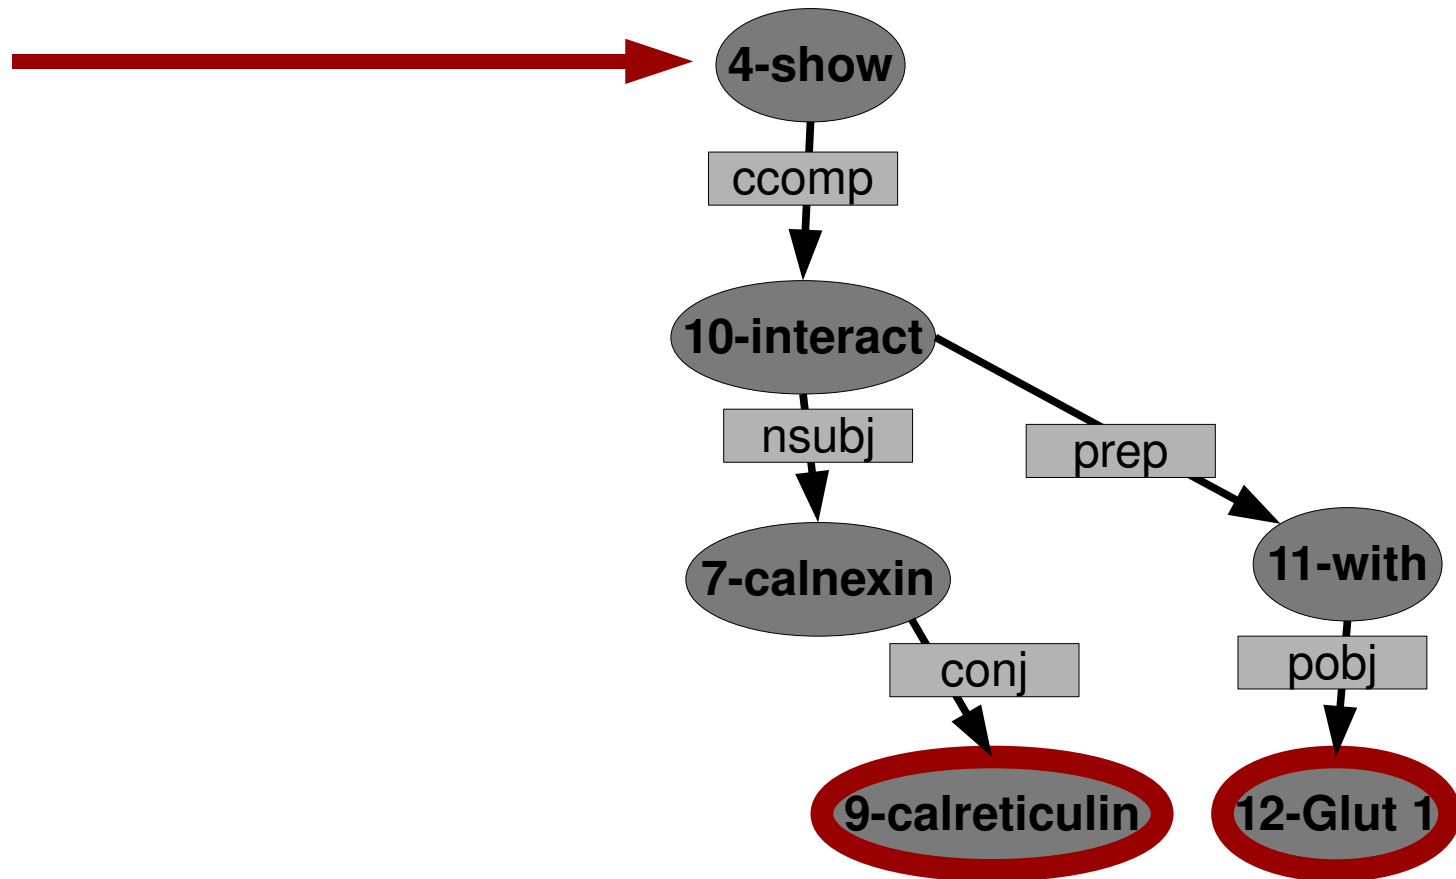 4-show
ccomp
10-interact
nsubj
prep
7-calnexin
11-with
conj
pobj
9-calreticulin
12-Glut 1